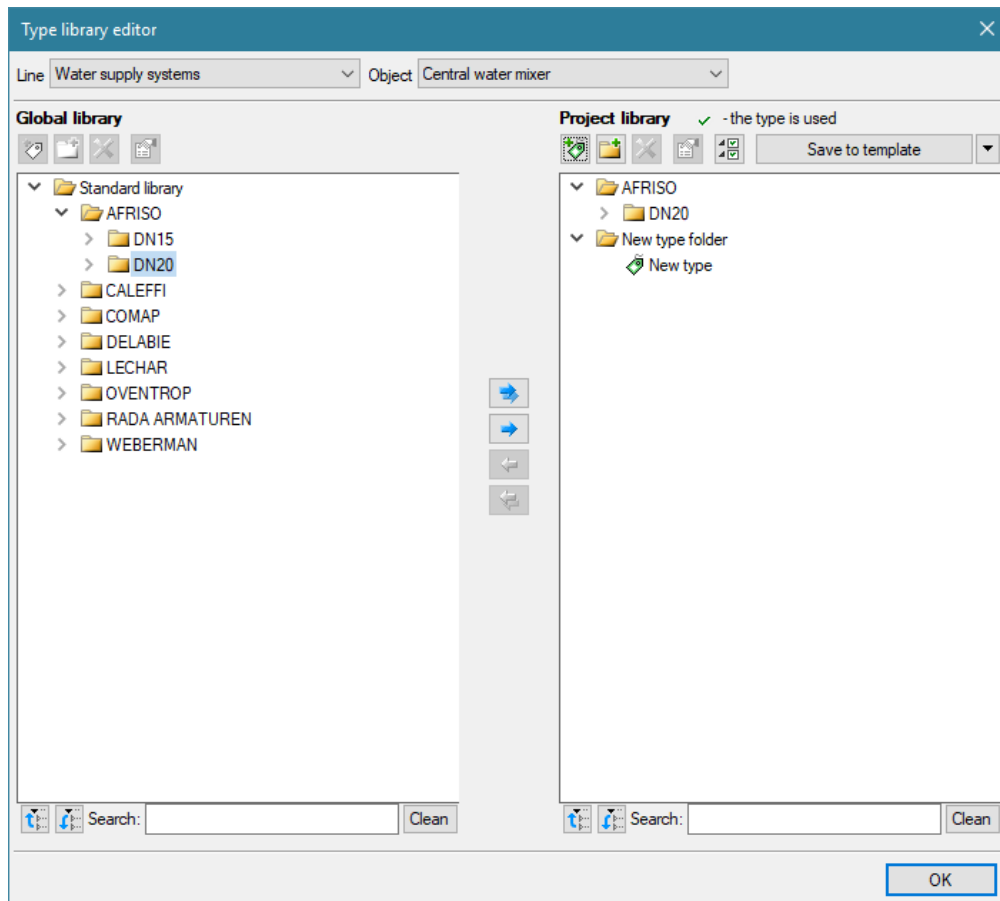 Type library editor
Line Water supply systems Object Central water mixer
Global library
Project library - the type is used
Save to template
Standard library
AFRISO
DN15
DN20
CALEFFI
COMAP
DELABIE
LECHAR
OVENTROP
RADA ARMATUREN
WEBERMAN
AFRISO
DN20
New type folder
New type
Search: Clean
Search: Clean
OK